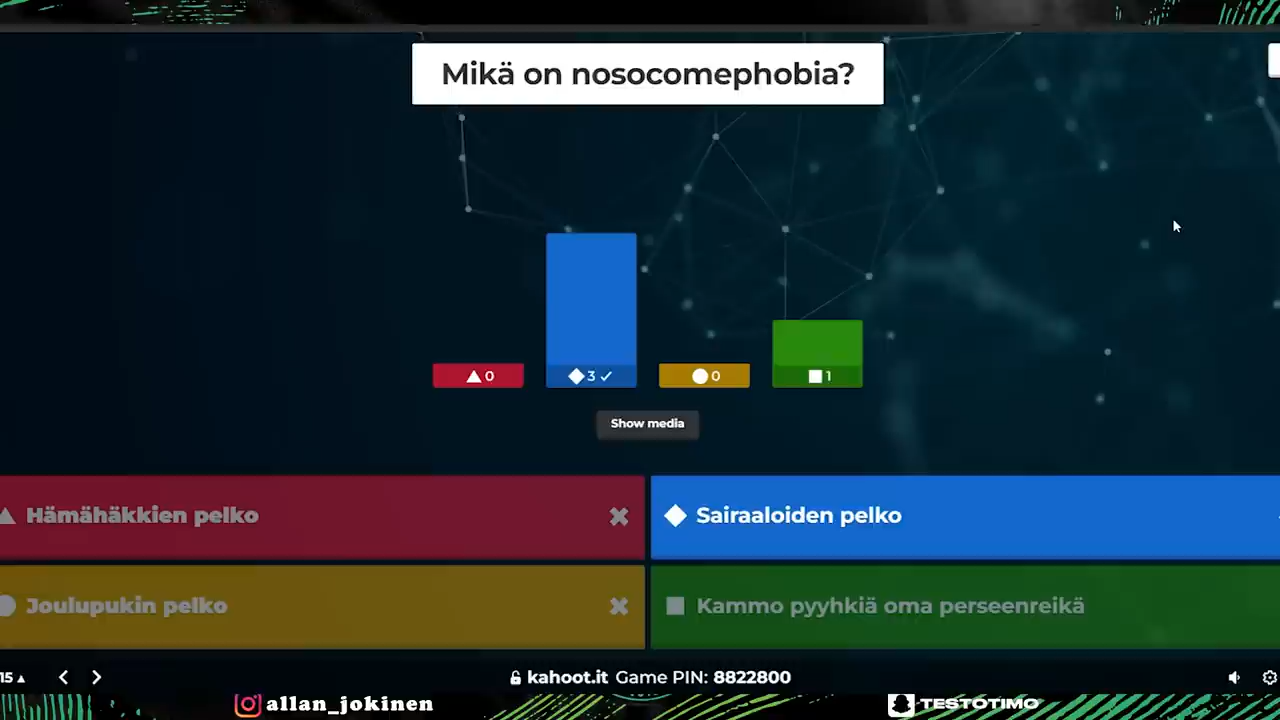 Mikä on nosocomephobia?
0
3
0
1
Show media
Hämähäkkien pelko
Sairaaloiden pelko
Joulupukin pelko
Kammo pyyhkiä oma perseenreikä
15
kahoot.it Game PIN: 8822800
allan_jokinen
TESTOTIMO